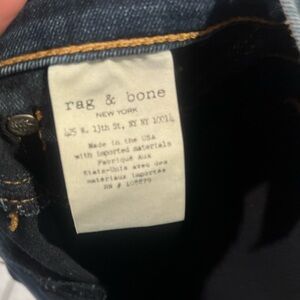 rag & bone
NEW YORK
425 W. 13th St, NY NY 10014
Made in the USA
with imported materials
Fabriqué Aux
Etats-Unis avec des
matériaux importés
RN #